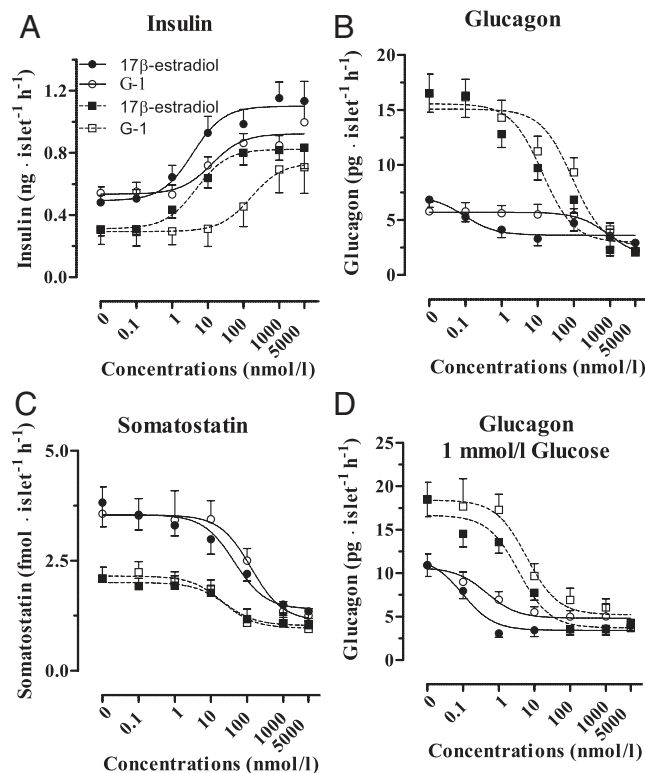 A
Insulin
17β-estradiol
G-1
17β-estradiol
G-1
Insulin (ng · islet⁻¹ h⁻¹)
1.2
0.9
0.6
0.3
0.0
0 0.1 1 10 100 1000 5000
Concentrations (nmol/l)
B
Glucagon
Glucagon (pg · islet⁻¹ h⁻¹)
20
15
10
5
0
0 0.1 1 10 100 1000 5000
Concentrations (nmol/l)
C
Somatostatin
Somatostatin (fmol · islet⁻¹ h⁻¹)
5.0
2.5
0.0
0 0.1 1 10 100 1000 5000
Concentrations (nmol/l)
D
Glucagon
1 mmol/l Glucose
Glucagon (pg · islet⁻¹ h⁻¹)
25
20
15
10
5
0
0 0.1 1 10 100 1000 5000
Concentrations (nmol/l)